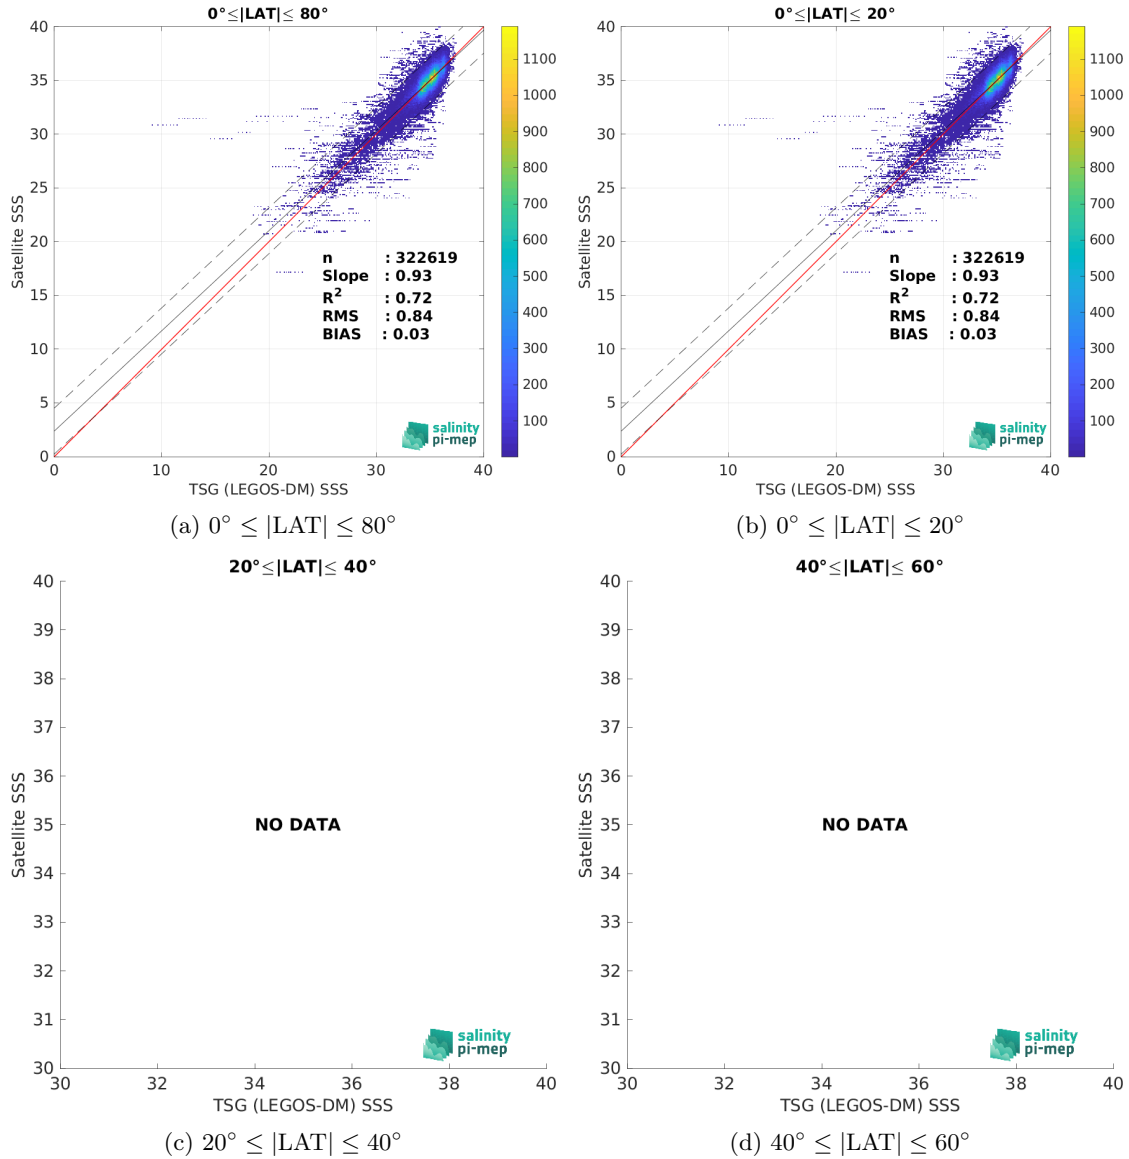 0°≤|LAT|≤ 80°
40
35
30
25
20
15
10
5
0
Satellite SSS
n : 322619
Slope : 0.93
R² : 0.72
RMS : 0.84
BIAS : 0.03
salinity
pi-mep
0 10 20 30 40
TSG (LEGOS-DM) SSS
1100
1000
900
800
700
600
500
400
300
200
100
(a) 0° ≤ |LAT| ≤ 80°
0°≤|LAT|≤ 20°
40
35
30
25
20
15
10
5
0
Satellite SSS
n : 322619
Slope : 0.93
R² : 0.72
RMS : 0.84
BIAS : 0.03
salinity
pi-mep
0 10 20 30 40
TSG (LEGOS-DM) SSS
1100
1000
900
800
700
600
500
400
300
200
100
(b) 0° ≤ |LAT| ≤ 20°
20°≤|LAT|≤ 40°
40
39
38
37
36
35
34
33
32
31
30
Satellite SSS
NO DATA
salinity
pi-mep
30 32 34 36 38 40
TSG (LEGOS-DM) SSS
(c) 20° ≤ |LAT| ≤ 40°
40°≤|LAT|≤ 60°
40
39
38
37
36
35
34
33
32
31
30
Satellite SSS
NO DATA
salinity
pi-mep
30 32 34 36 38 40
TSG (LEGOS-DM) SSS
(d) 40° ≤ |LAT| ≤ 60°